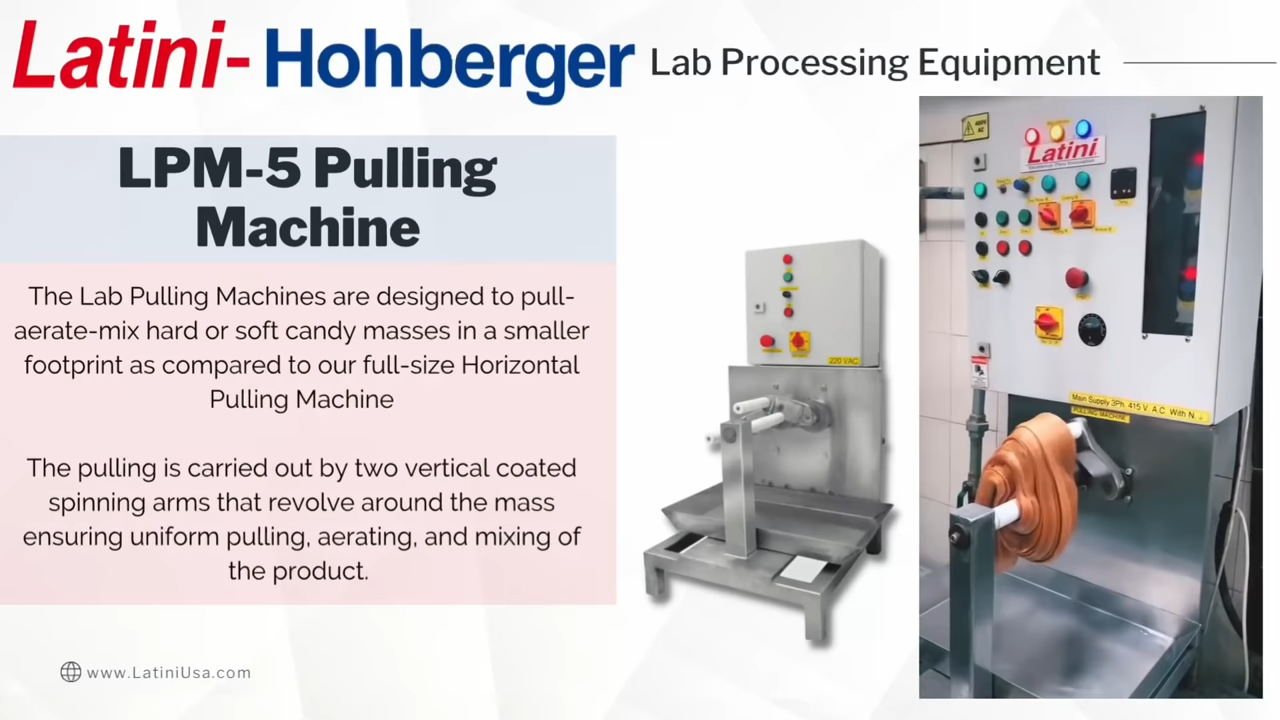 Latini-Hohberger Lab Processing Equipment
LPM-5 Pulling
Machine
The Lab Pulling Machines are designed to pull-
aerate-mix hard or soft candy masses in a smaller
footprint as compared to our full-size Horizontal
Pulling Machine
The pulling is carried out by two vertical coated
spinning arms that revolve around the mass
ensuring uniform pulling, aerating, and mixing of
the product.
www.LatiniUsa.com
220 VAC
Latini
Main Supply 3Ph. 415 V. A.C. With N.
PULLING MACHINE